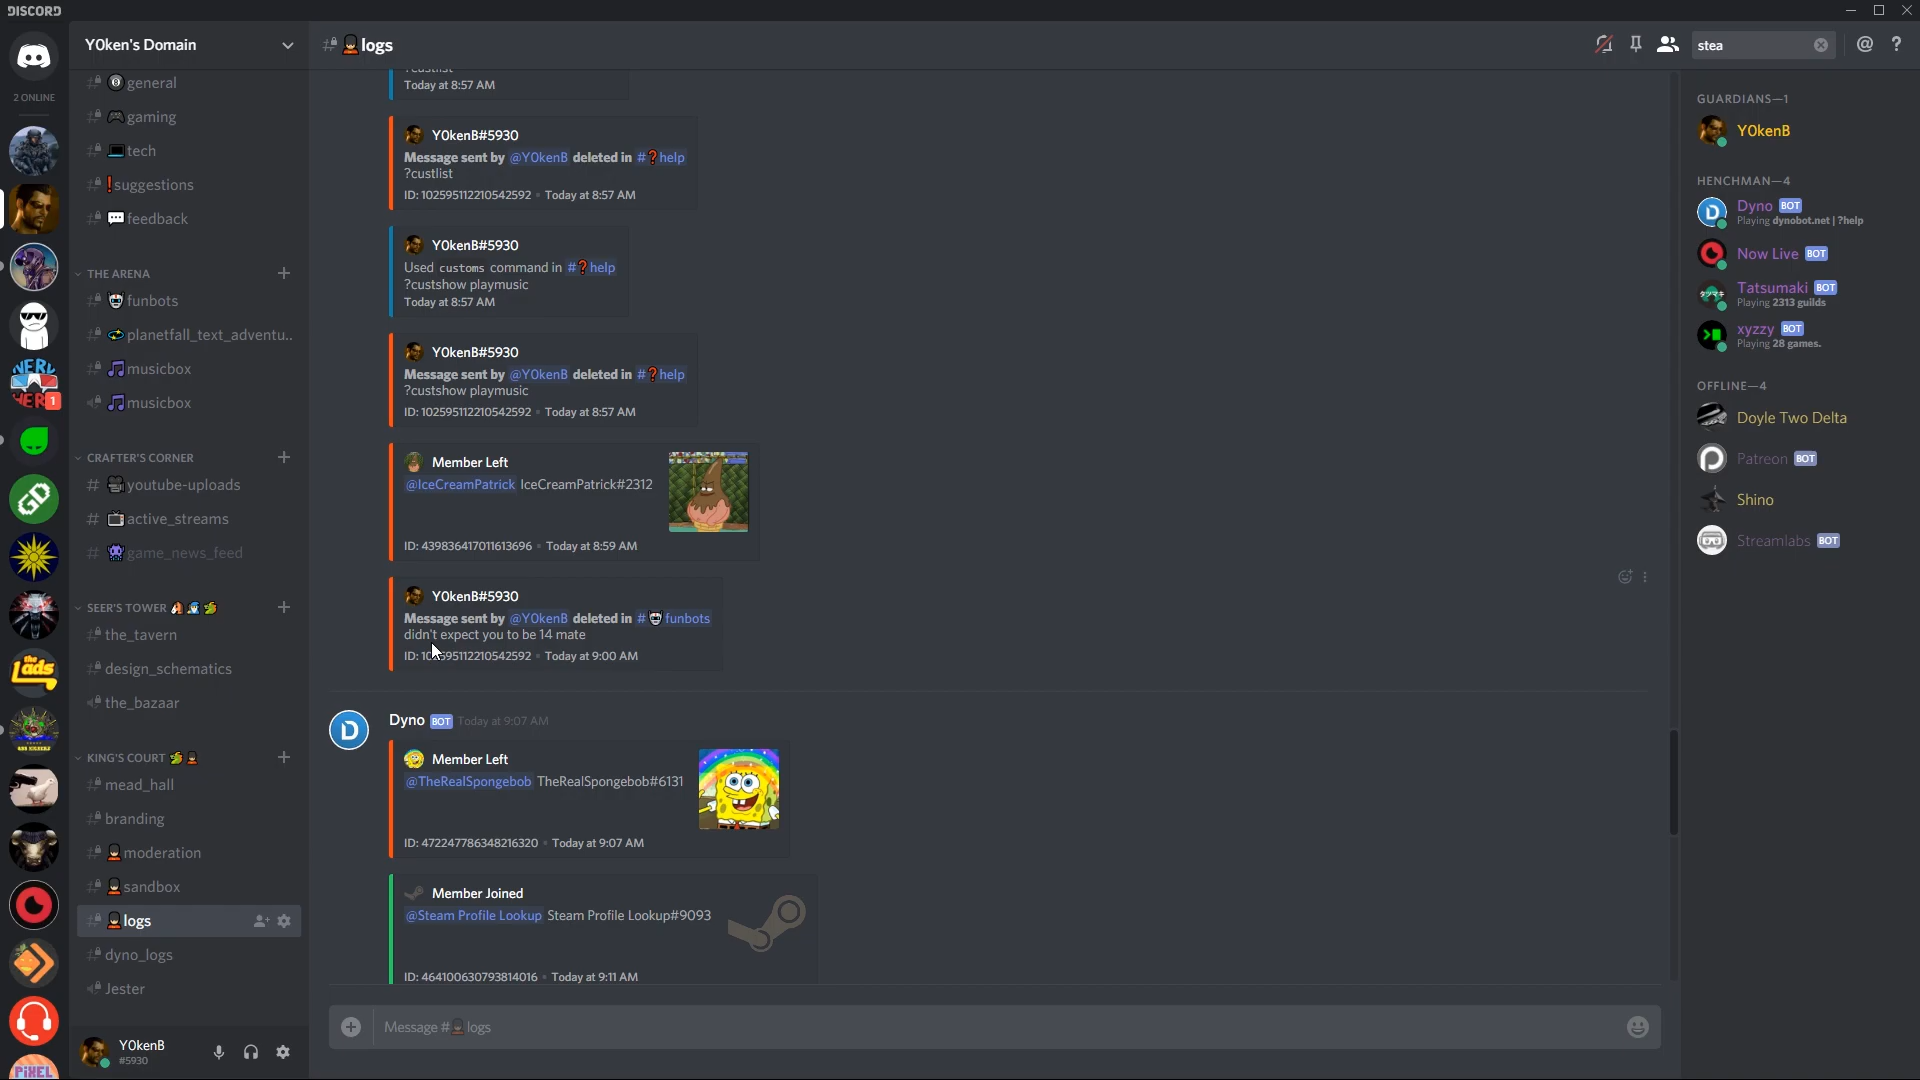 DISCORD
2 ONLINE
1
GD
the Lads
PIXEL
Y0ken's Domain
general
gaming
tech
suggestions
feedback
THE ARENA
funbots
planetfall_text_adventu..
musicbox
musicbox
CRAFTER'S CORNER
youtube-uploads
active_streams
game_news_feed
SEER'S TOWER
the_tavern
design_schematics
the_bazaar
KING'S COURT
mead_hall
branding
moderation
sandbox
logs
dyno_logs
Jester
Y0kenB
#5930
logs
stea
Today at 8:57 AM
Y0kenB#5930
Message sent by @Y0kenB deleted in #❓help
?custlist
ID: 102595112210542592 • Today at 8:57 AM
Y0kenB#5930
Used customs command in #❓help
?custshow playmusic
Today at 8:57 AM
Y0kenB#5930
Message sent by @Y0kenB deleted in #❓help
?custshow playmusic
ID: 102595112210542592 • Today at 8:57 AM
Member Left
@IceCreamPatrick IceCreamPatrick#2312
ID: 439836417011613696 • Today at 8:59 AM
Y0kenB#5930
Message sent by @Y0kenB deleted in # funbots
didn't expect you to be 14 mate
ID: 102595112210542592 • Today at 9:00 AM
Dyno BOT Today at 9:07 AM
Member Left
@TheRealSpongebob TheRealSpongebob#6131
ID: 472247786348216320 • Today at 9:07 AM
Member Joined
@Steam Profile Lookup Steam Profile Lookup#9093
ID: 464100630793814016 • Today at 9:11 AM
Message # logs
GUARDIANS—1
Y0kenB
HENCHMAN—4
Dyno BOT
Playing dynobot.net | ?help
Now Live BOT
Tatsumaki BOT
Playing 2313 guilds
xyzzy BOT
Playing 28 games.
OFFLINE—4
Doyle Two Delta
Patreon BOT
Shino
Streamlabs BOT